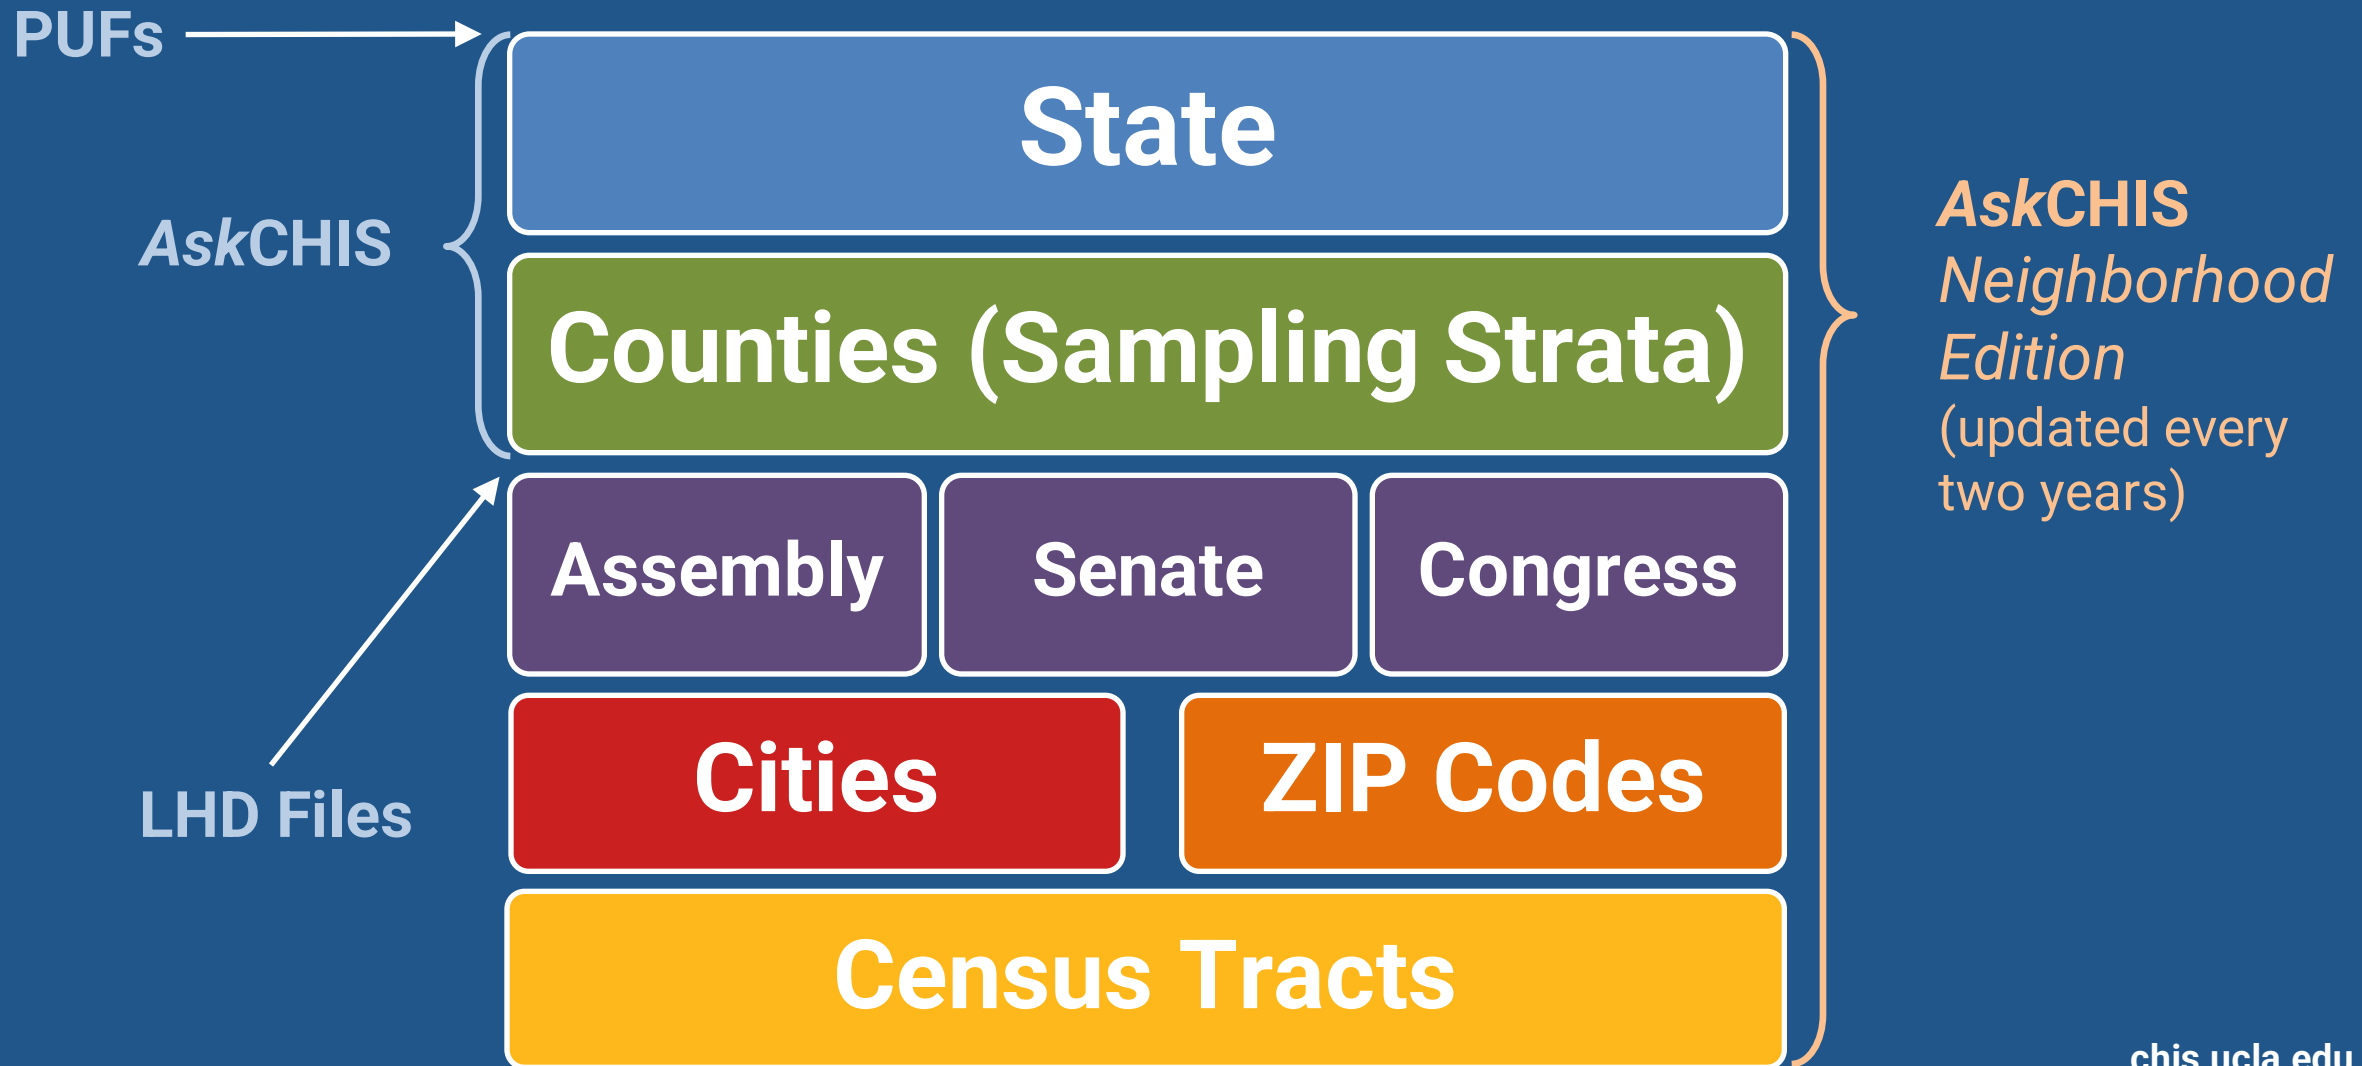 PUFs
State
AskCHIS
Counties (Sampling Strata)
AskCHIS
Neighborhood
Edition
(updated every
two years)
Assembly
Senate
Congress
LHD Files
Cities
ZIP Codes
Census Tracts
chis.ucla.edu